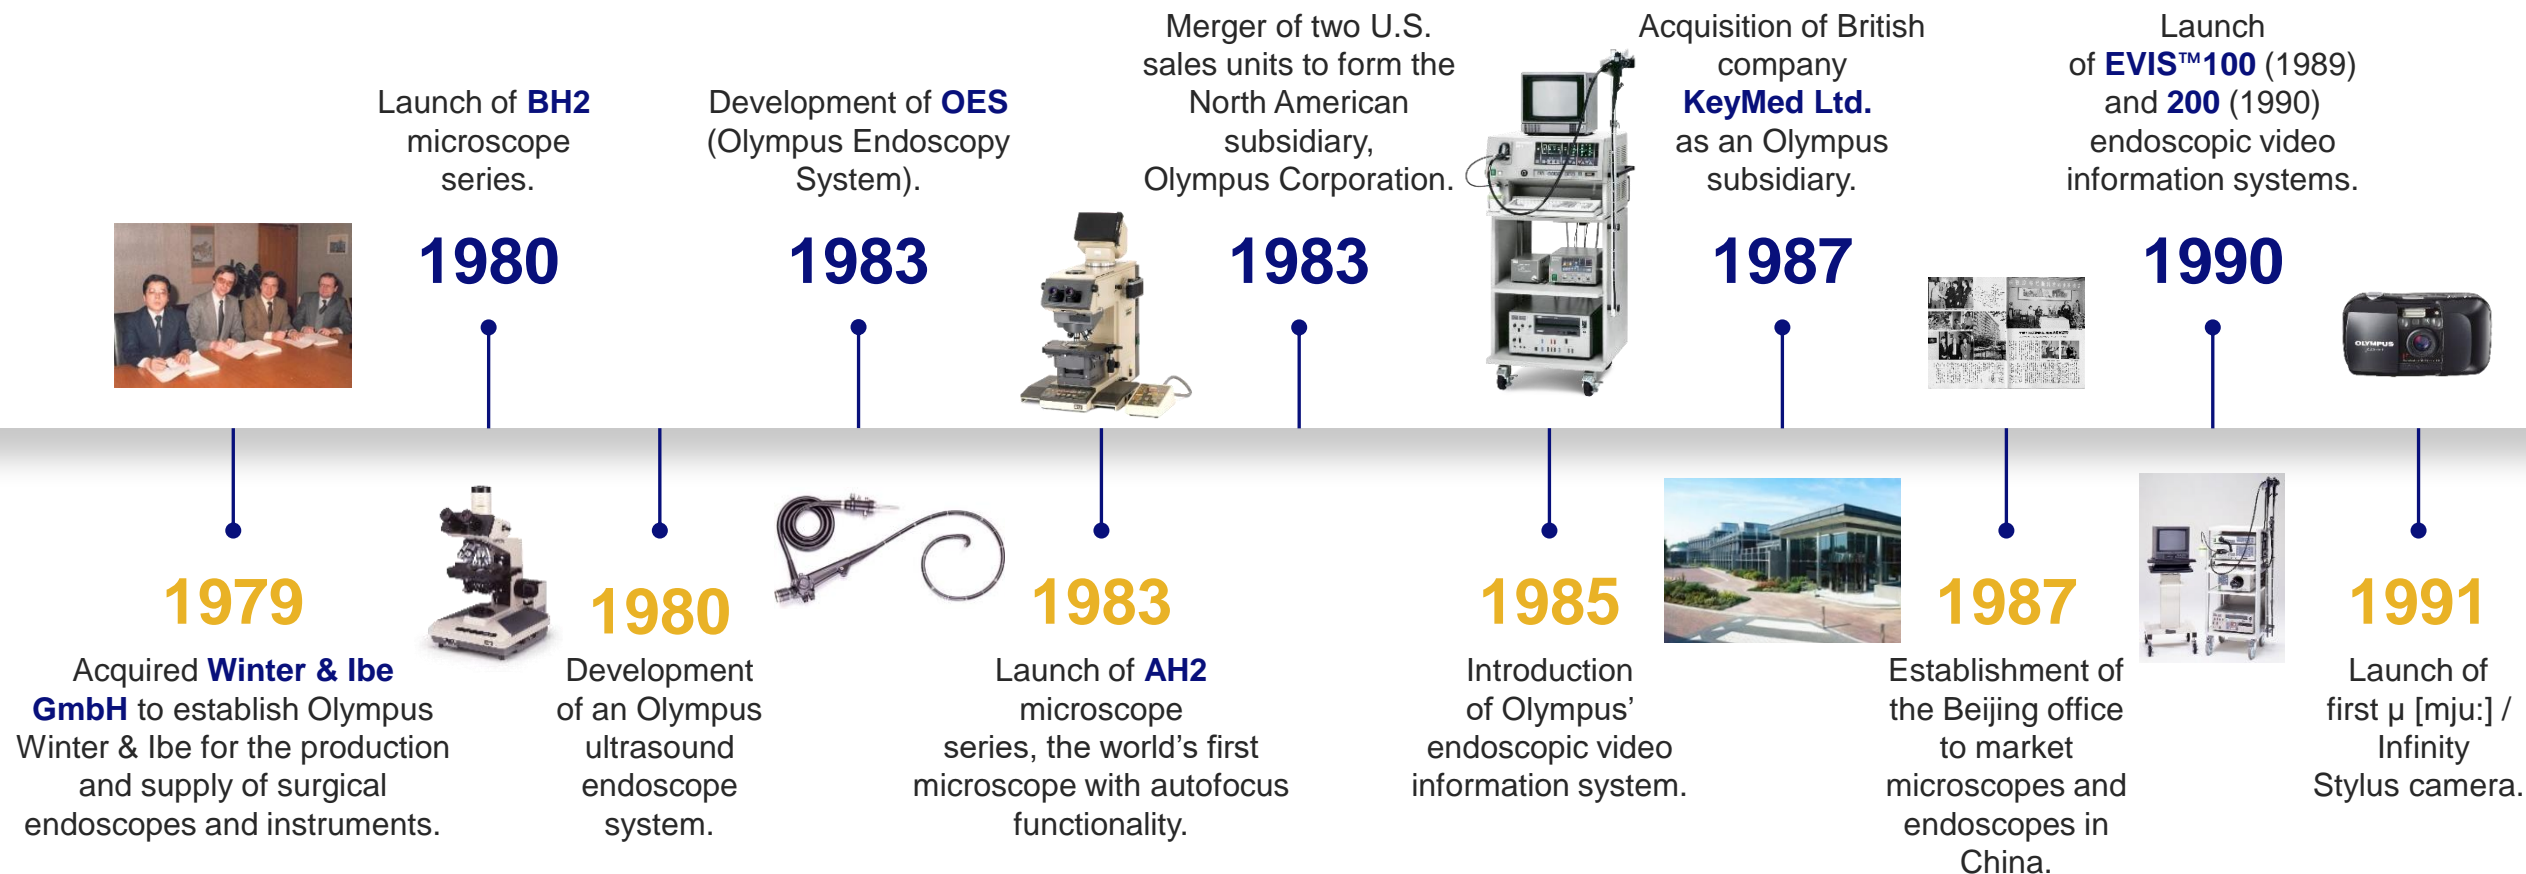 Launch of BH2
microscope
series.
1980
Development of OES
(Olympus Endoscopy
System).
1983
Merger of two U.S.
sales units to form the
North American
subsidiary,
Olympus Corporation.
1983
Acquisition of British
company
KeyMed Ltd.
as an Olympus
subsidiary.
1987
Launch
of EVIS™100 (1989)
and 200 (1990)
endoscopic video
information systems.
1990
OLYMPUS
1979
Acquired Winter & Ibe
GmbH to establish Olympus
Winter & Ibe for the production
and supply of surgical
endoscopes and instruments.
1980
Development
of an Olympus
ultrasound
endoscope
system.
1983
Launch of AH2
microscope
series, the world’s first
microscope with autofocus
functionality.
1985
Introduction
of Olympus’
endoscopic video
information system.
1987
Establishment of
the Beijing office
to market
microscopes and
endoscopes in
China.
1991
Launch of
first μ [mju:] /
Infinity
Stylus camera.